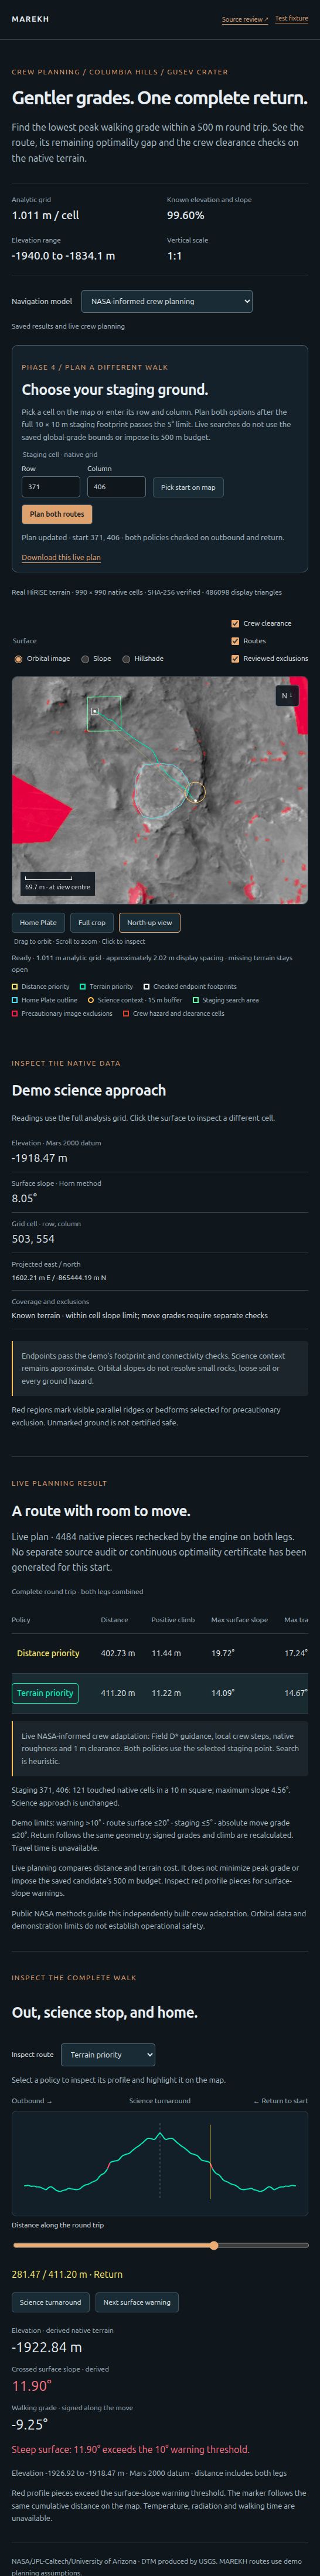 MAREKH
Source review ↗
Test fixture
CREW PLANNING / COLUMBIA HILLS / GUSEV CRATER
Gentler grades. One complete return.
Find the lowest peak walking grade within a 500 m round trip. See the
route, its remaining optimality gap and the crew clearance checks on
the native terrain.
Analytic grid
1.011 m / cell
Known elevation and slope
99.60%
Elevation range
-1940.0 to -1834.1 m
Vertical scale
1:1
Navigation model
NASA-informed crew planning
Saved results and live crew planning
PHASE 4 / PLAN A DIFFERENT WALK
Choose your staging ground.
Pick a cell on the map or enter its row and column. Plan both options after the
full 10 × 10 m staging footprint passes the 5° limit. Live searches do not use the
saved global-grade bounds or impose its 500 m budget.
Staging cell · native grid
Row
Column
371
406
Pick start on map
Plan both routes
Plan updated · start 371, 406 · both policies checked on outbound and return.
Download this live plan
Real HiRISE terrain · 990 × 990 native cells · SHA-256 verified · 486098 display triangles
Surface
Orbital image
Slope
Hillshade
Crew clearance
Routes
Reviewed exclusions
N ↓
69.7 m · at view centre
Home Plate
Full crop
North-up view
Drag to orbit · Scroll to zoom · Click to inspect
Ready · 1.011 m analytic grid · approximately 2.02 m display spacing · missing terrain stays
open
Distance priority
Terrain priority
Checked endpoint footprints
Home Plate outline
Science context · 15 m buffer
Staging search area
Precautionary image exclusions
Crew hazard and clearance cells
INSPECT THE NATIVE DATA
Demo science approach
Readings use the full analysis grid. Click the surface to inspect a different cell.
Elevation · Mars 2000 datum
-1918.47 m
Surface slope · Horn method
8.05°
Grid cell · row, column
503, 554
Projected east / north
1602.21 m E / -865444.19 m N
Coverage and exclusions
Known terrain · within cell slope limit; move grades require separate checks
Endpoints pass the demo's footprint and connectivity checks. Science context
remains approximate. Orbital slopes do not resolve small rocks, loose soil or
every ground hazard.
Red regions mark visible parallel ridges or bedforms selected for precautionary
exclusion. Unmarked ground is not certified safe.
LIVE PLANNING RESULT
A route with room to move.
Live plan · 4484 native pieces rechecked by the engine on both legs.
No separate source audit or continuous optimality certificate has been
generated for this start.
Complete round trip · both legs combined
Policy Distance Positive climb Max surface slope Max tra
Distance priority 402.73 m 11.44 m 19.72° 17.24°
Terrain priority 411.20 m 11.22 m 14.09° 14.67°
Live NASA-informed crew adaptation: Field D* guidance, local crew steps, native
roughness and 1 m clearance. Both policies use the selected staging point. Search
is heuristic.
Staging 371, 406: 121 touched native cells in a 10 m square; maximum slope 4.56°.
Science approach is unchanged.
Demo limits: warning >10° · route surface ≤20° · staging ≤5° · absolute move grade
≤20°. Return follows the same geometry; signed grades and climb are recalculated.
Travel time is unavailable.
Live planning compares distance and terrain cost. It does not minimize peak grade or
impose the saved candidate's 500 m budget. Inspect red profile pieces for surface-
slope warnings.
Public NASA methods guide this independently built crew adaptation. Orbital data and
demonstration limits do not establish operational safety.
INSPECT THE COMPLETE WALK
Out, science stop, and home.
Inspect route
Terrain priority
Select a policy to inspect its profile and highlight it on the map.
Outbound →
Science turnaround
← Return to start
Distance along the round trip
281.47 / 411.20 m · Return
Science turnaround
Next surface warning
Elevation · derived native terrain
-1922.84 m
Crossed surface slope · derived
11.90°
Walking grade · signed along the move
-9.25°
Steep surface: 11.90° exceeds the 10° warning threshold.
Elevation -1926.92 to -1918.47 m · Mars 2000 datum · distance includes both legs
Red profile pieces exceed the surface-slope warning threshold. The marker follows the
same cumulative distance on the map. Temperature, radiation and walking time are
unavailable.
NASA/JPL-Caltech/University of Arizona · DTM produced by USGS. MAREKH routes use demo
planning assumptions.